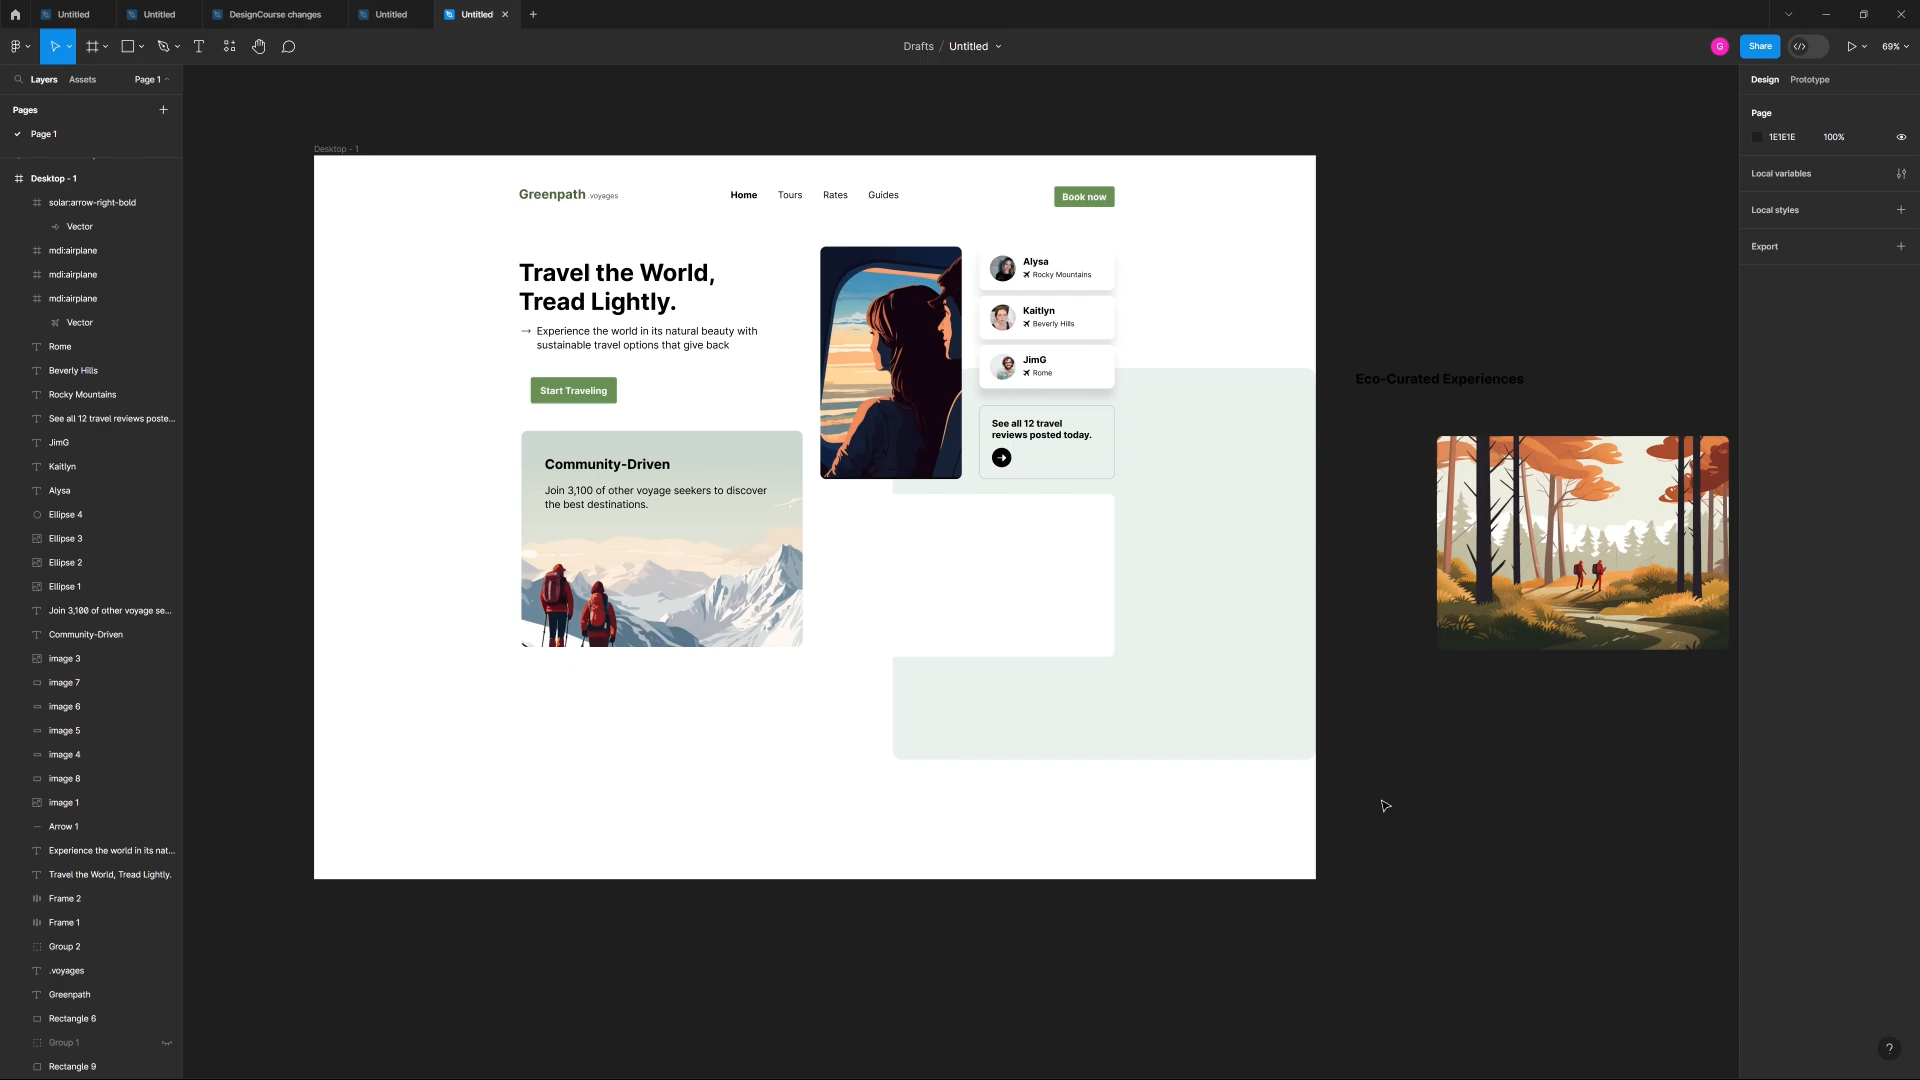 Untitled
Untitled
DesignCourse changes
Untitled
Untitled
Drafts / Untitled
G
Share
69%
Layers Assets Page 1
Pages
Page 1
Desktop - 1
solar:arrow-right-bold
Vector
mdi:airplane
mdi:airplane
mdi:airplane
Vector
Rome
Beverly Hills
Rocky Mountains
See all 12 travel reviews poste...
JimG
Kaitlyn
Alysa
Ellipse 4
Ellipse 3
Ellipse 2
Ellipse 1
Join 3,100 of other voyage se...
Community-Driven
image 3
image 7
image 6
image 5
image 4
image 8
image 1
Arrow 1
Experience the world in its nat...
Travel the World, Tread Lightly.
Frame 2
Frame 1
Group 2
.voyages
Greenpath
Rectangle 6
Group 1
Rectangle 9
Desktop - 1
Greenpath .voyages
Home Tours Rates Guides
Book now
Travel the World,
Tread Lightly.
Experience the world in its natural beauty with
sustainable travel options that give back
Start Traveling
Community-Driven
Join 3,100 of other voyage seekers to discover
the best destinations.
Alysa
Rocky Mountains
Kaitlyn
Beverly Hills
JimG
Rome
See all 12 travel
reviews posted today.
Eco-Curated Experiences
Design Prototype
Page
1E1E1E 100%
Local variables
Local styles
Export
?